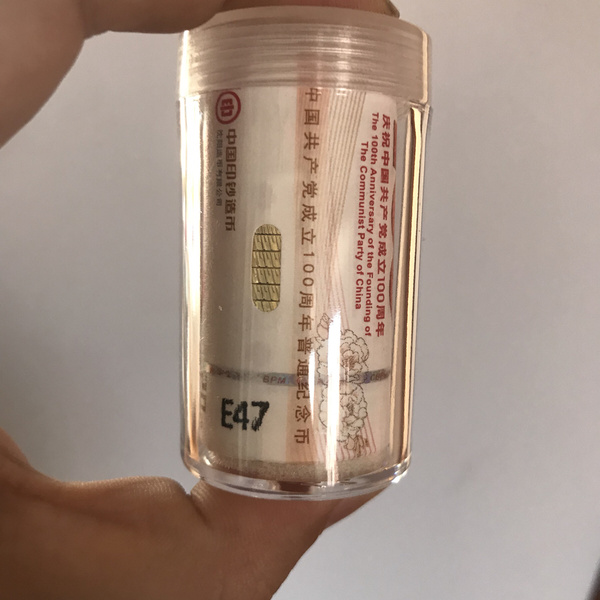 庆祝中国共产党成立100周年
The 100th Anniversary of the Founding of
The Communist Party of China
中国共产党成立100周年普通纪念币
中国印钞造币
E47